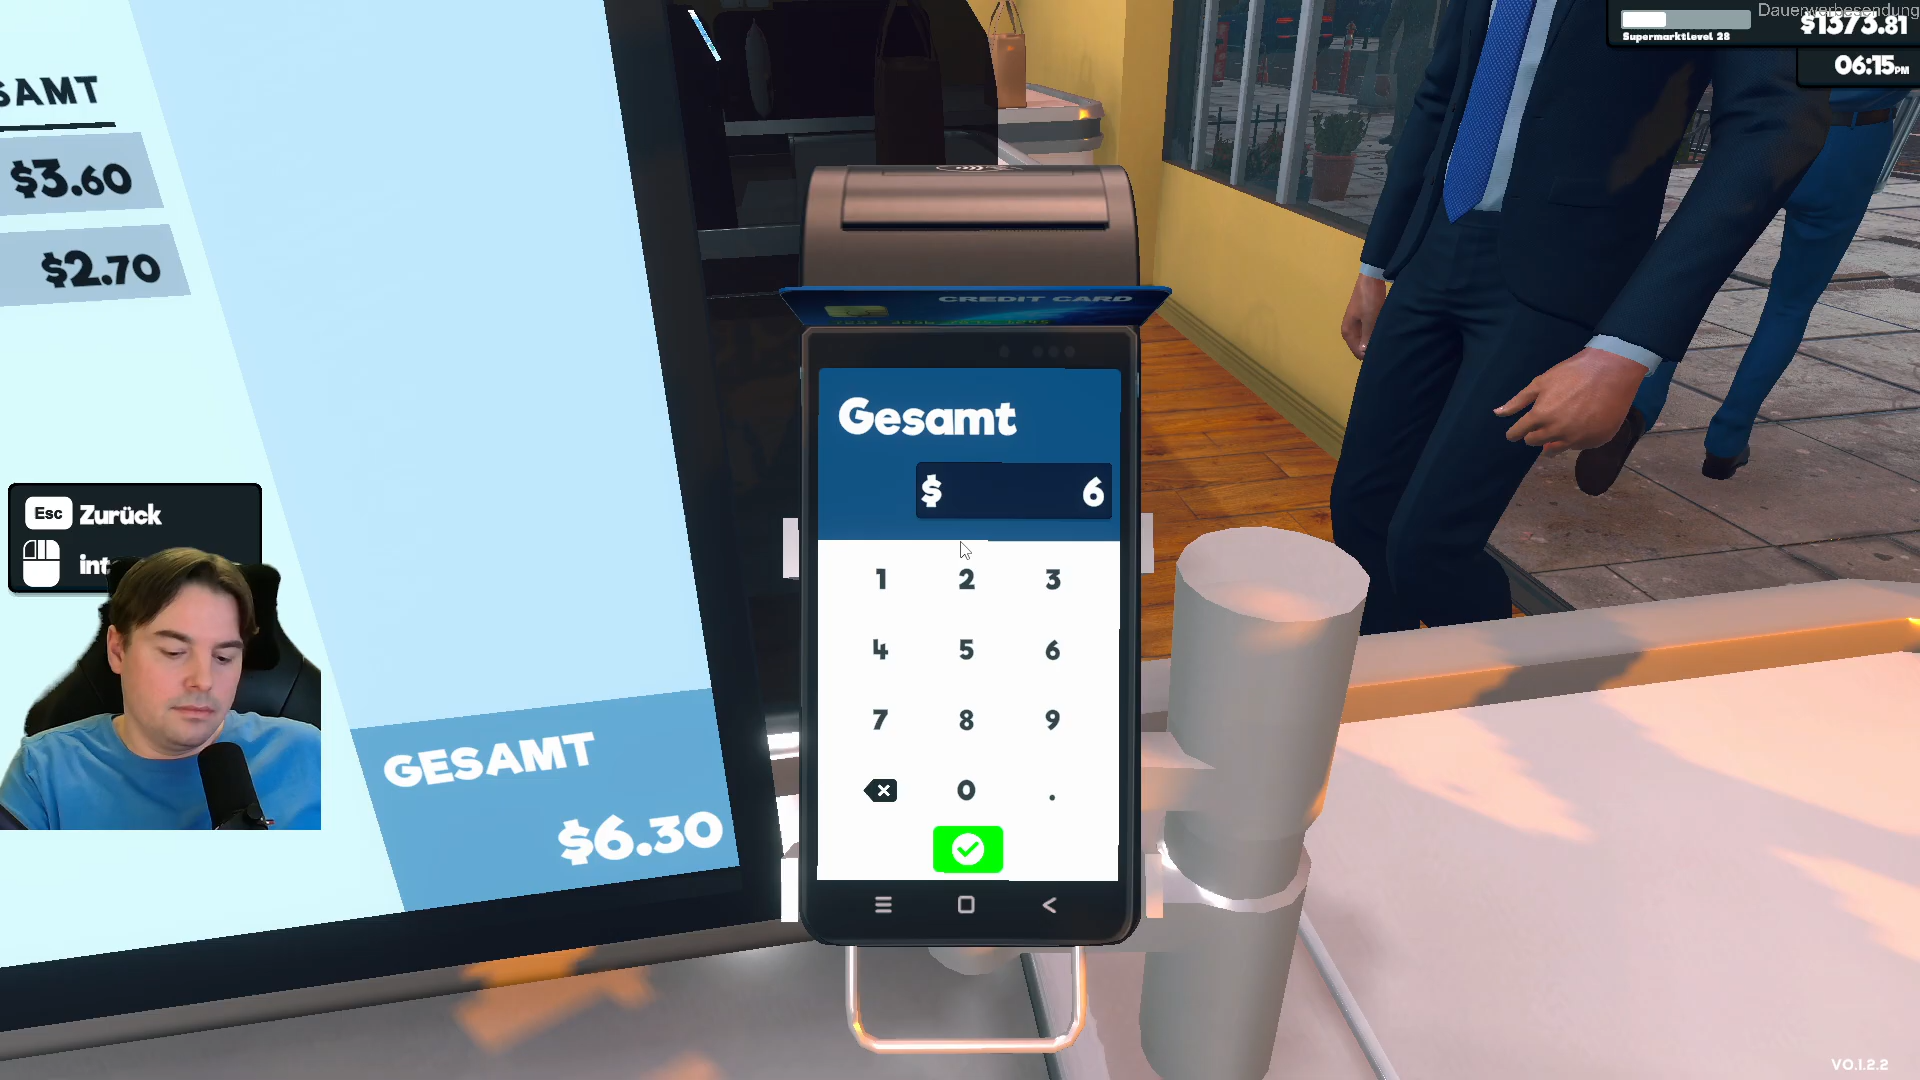 Dauerwerbesendung
$1373.81
Supermarktlevel 28
06:15PM
SAMT
$3.60
$2.70
CREDIT CARD
Gesamt
$ 6
Esc Zurück
int
1 2 3
4 5 6
7 8 9
0 .
GESAMT
$6.30
V0.1.2.2